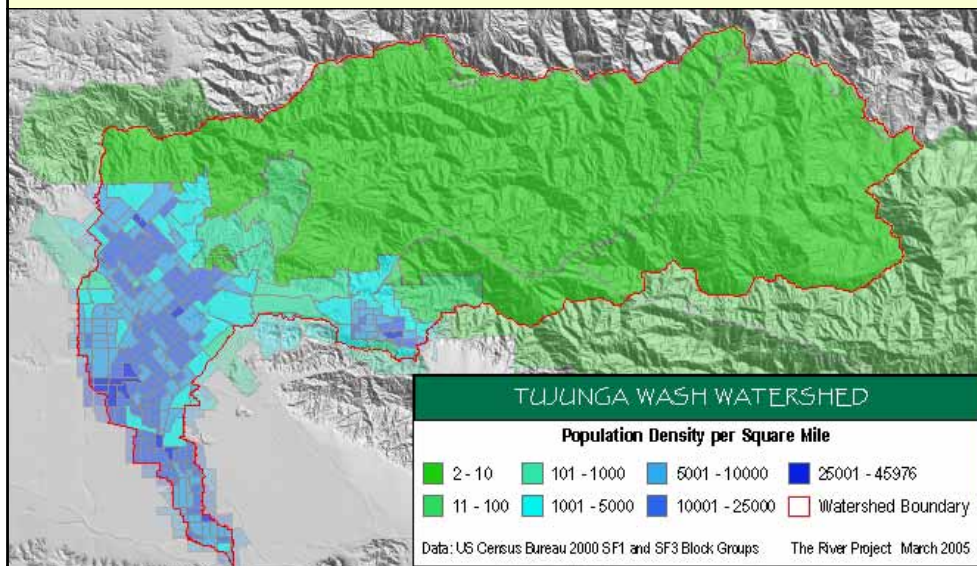 TUJUNGA WASH WATERSHED
Population Density per Square Mile
2 - 10 101 - 1000 5001 - 10000 25001 - 45976
11 - 100 1001 - 5000 10001 - 25000 Watershed Boundary
Data: US Census Bureau 2000 SF1 and SF3 Block Groups The River Project March 2005